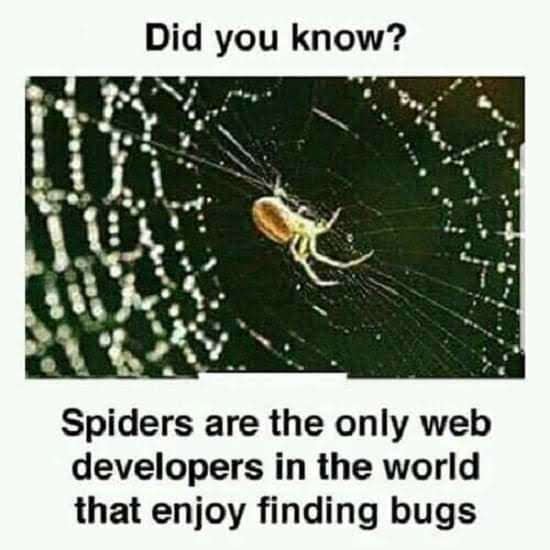 Did you know?
Spiders are the only web
developers in the world
that enjoy finding bugs